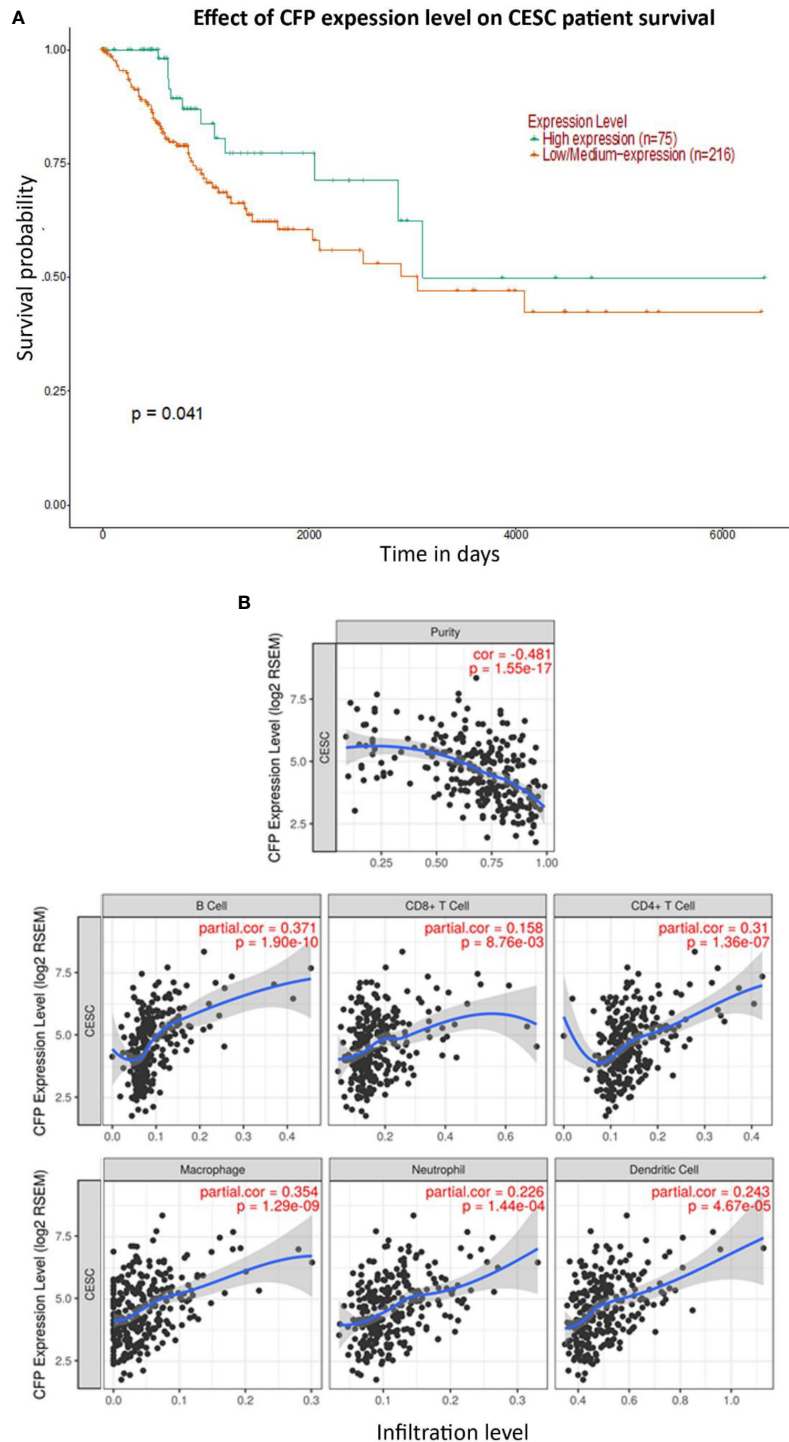 A
Effect of CFP expession level on CESC patient survival
1.00
0.75
0.50
0.25
0.00
Survival probability
Expression Level
High expression (n=75)
Low/Medium-expression (n=216)
p = 0.041
0
2000
4000
6000
Time in days
B
Purity
CESC
CFP Expression Level (log2 RSEM)
cor = -0.481
p = 1.55e-17
7.5
5.0
2.5
0.25
0.50
0.75
1.00
B Cell
CD8+ T Cell
CD4+ T Cell
CESC
CFP Expression Level (log2 RSEM)
partial.cor = 0.371
p = 1.90e-10
partial.cor = 0.158
p = 8.76e-03
partial.cor = 0.31
p = 1.36e-07
7.5
5.0
2.5
0.0 0.1 0.2 0.3 0.4
0.2 0.4 0.6
0.0 0.1 0.2 0.3 0.4
Macrophage
Neutrophil
Dendritic Cell
CESC
CFP Expression Level (log2 RSEM)
partial.cor = 0.354
p = 1.29e-09
partial.cor = 0.226
p = 1.44e-04
partial.cor = 0.243
p = 4.67e-05
7.5
5.0
2.5
0.0 0.1 0.2 0.3
0.1 0.2 0.3
0.4 0.6 0.8 1.0
Infiltration level